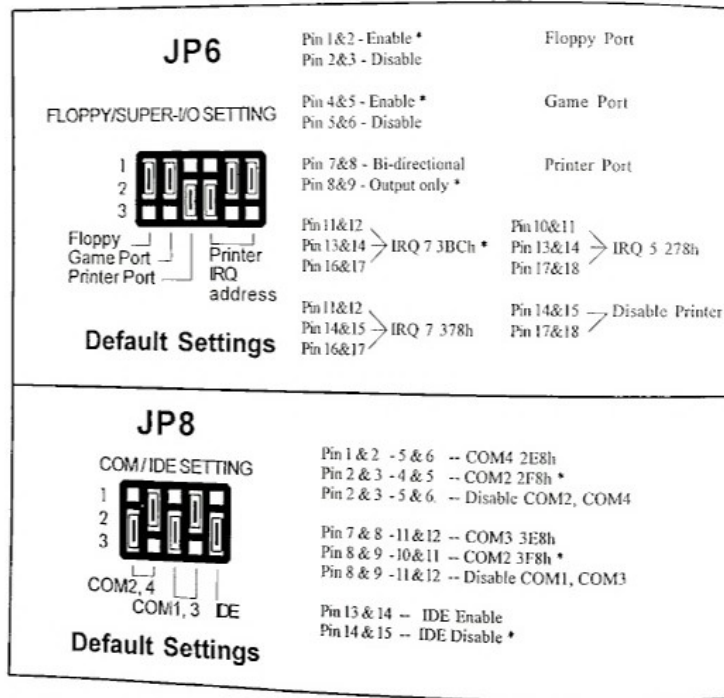 JP6
FLOPPY/SUPER-I/O SETTING
1
2
3
Floppy
Game Port
Printer Port
Printer
IRQ
address
Default Settings
Pin 1&2 - Enable * Floppy Port
Pin 2&3 - Disable
Pin 4&5 - Enable * Game Port
Pin 5&6 - Disable
Pin 7&8 - Bi-directional Printer Port
Pin 8&9 - Output only *
Pin 11&12
Pin 13&14 IRQ 7 3BCh *
Pin 16&17
Pin 10&11
Pin 13&14 IRQ 5 278h
Pin 17&18
Pin 11&12
Pin 14&15 IRQ 7 378h
Pin 16&17
Pin 14&15 Disable Printer
Pin 17&18
JP8
COM/IDE SETTING
1
2
3
COM2, 4
COM1, 3 IDE
Default Settings
Pin 1 & 2 - 5 & 6 -- COM4 2E8h
Pin 2 & 3 - 4 & 5 -- COM2 2F8h *
Pin 2 & 3 - 5 & 6. -- Disable COM2, COM4
Pin 7 & 8 - 11 & 12 -- COM3 3E8h
Pin 8 & 9 - 10 & 11 -- COM2 3F8h *
Pin 8 & 9 - 11 & 12 -- Disable COM1, COM3
Pin 13 & 14 -- IDE Enable
Pin 14 & 15 -- IDE Disable *